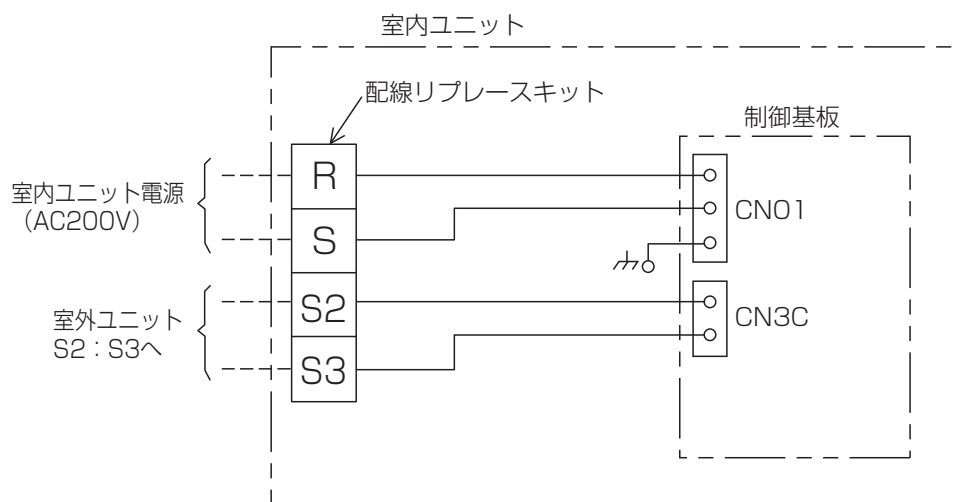 室内ユニット
配線リプレースキット
制御基板
室内ユニット電源
（AC200V）
R
S
CN01
室外ユニット
S2：S3へ
S2
S3
CN3C